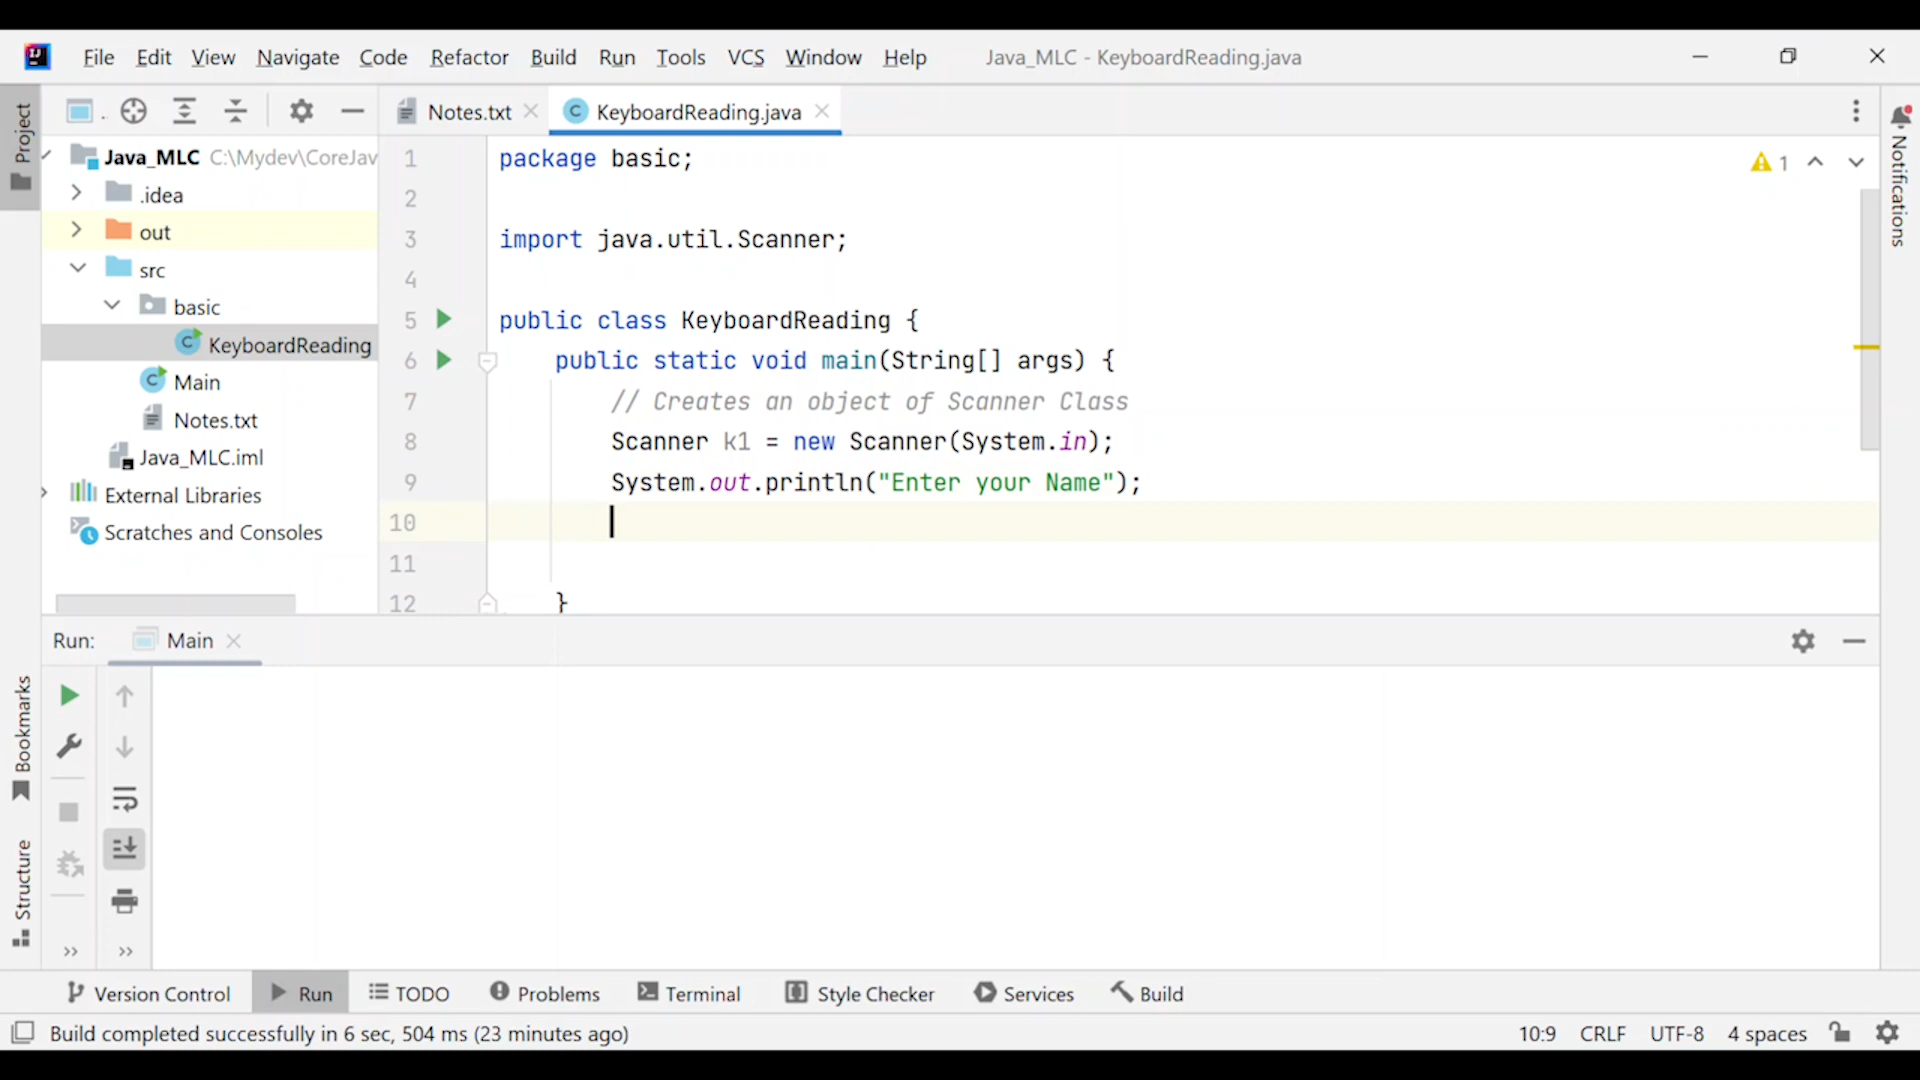 File Edit View Navigate Code Refactor Build Run Tools VCS Window Help Java_MLC - KeyboardReading.java
Project
Notes.txt KeyboardReading.java
Notifications
Java_MLC C:\Mydev\CoreJav
.idea
out
src
basic
KeyboardReading
Main
Notes.txt
Java_MLC.iml
External Libraries
Scratches and Consoles
1 package basic;
2
3 import java.util.Scanner;
4
5 public class KeyboardReading {
6 public static void main(String[] args) {
7 // Creates an object of Scanner Class
8 Scanner k1 = new Scanner(System.in);
9 System.out.println("Enter your Name");
10
11
12 }
1
Run: Main
Bookmarks
Structure
Version Control Run TODO Problems Terminal Style Checker Services Build
Build completed successfully in 6 sec, 504 ms (23 minutes ago) 10:9 CRLF UTF-8 4 spaces